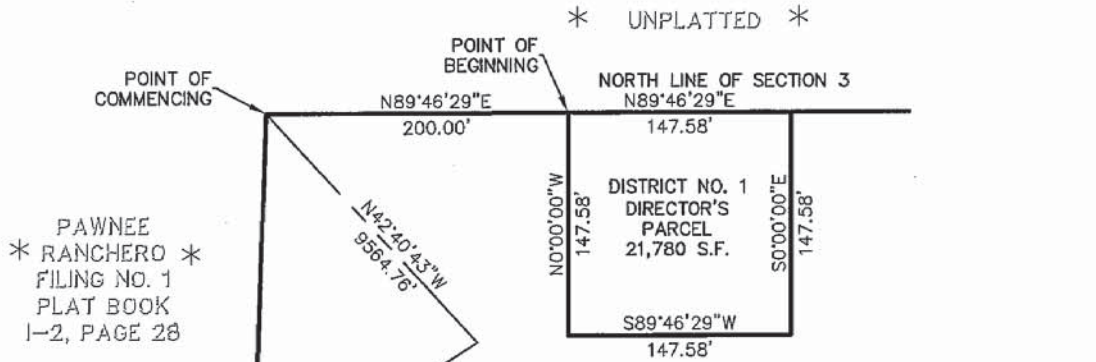 * UNPLATTED *
POINT OF
BEGINNING
POINT OF
COMMENCING
NORTH LINE OF SECTION 3
N89°46'29"E
200.00'
N89°46'29"E
147.58'
N0°00'00"W
147.58'
DISTRICT NO. 1
DIRECTOR'S
PARCEL
21,780 S.F.
S0°00'00"E
147.58'
N42°40'43"W
9564.76'
PAWNEE
* RANCHERO *
FILING NO. 1
PLAT BOOK
I-2, PAGE 28
S89°46'29"W
147.58'